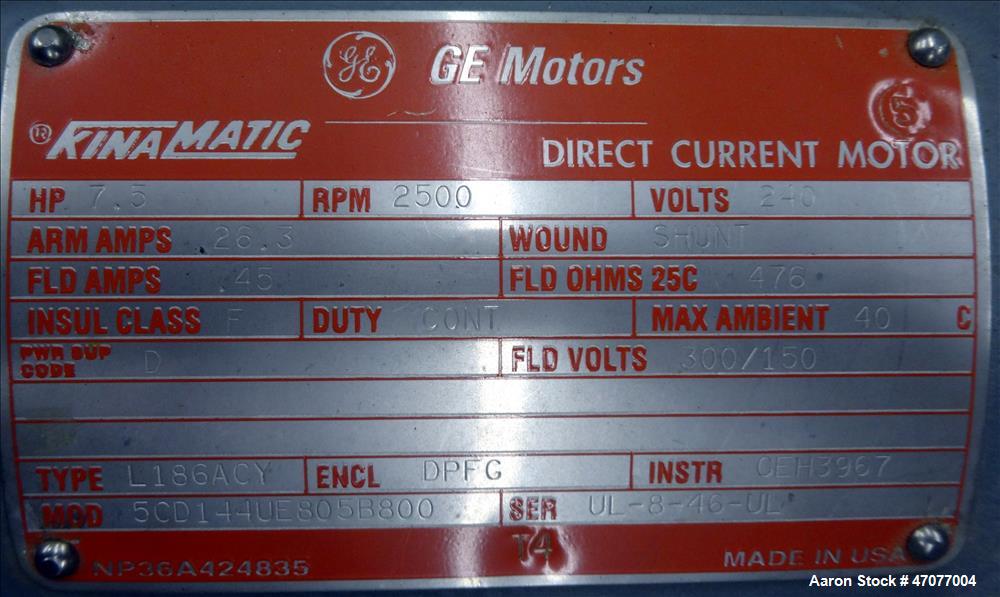 GE GE Motors
S
® KINAMATIC
DIRECT CURRENT MOTOR
HP 7.5 RPM 2500 VOLTS 240
ARM AMPS 26.3 WOUND SHUNT
FLD AMPS .45 FLD OHMS 25C 476
INSUL CLASS F DUTY CONT MAX AMBIENT 40 C
PWR SUP CODE D FLD VOLTS 300/150
TYPE L186ACY ENCL DPFG INSTR CEH3967
MOD 5CD144UE805B800 SER UL-8-46-UL
T4
NP36A424835 MADE IN USA
Aaron Stock # 47077004